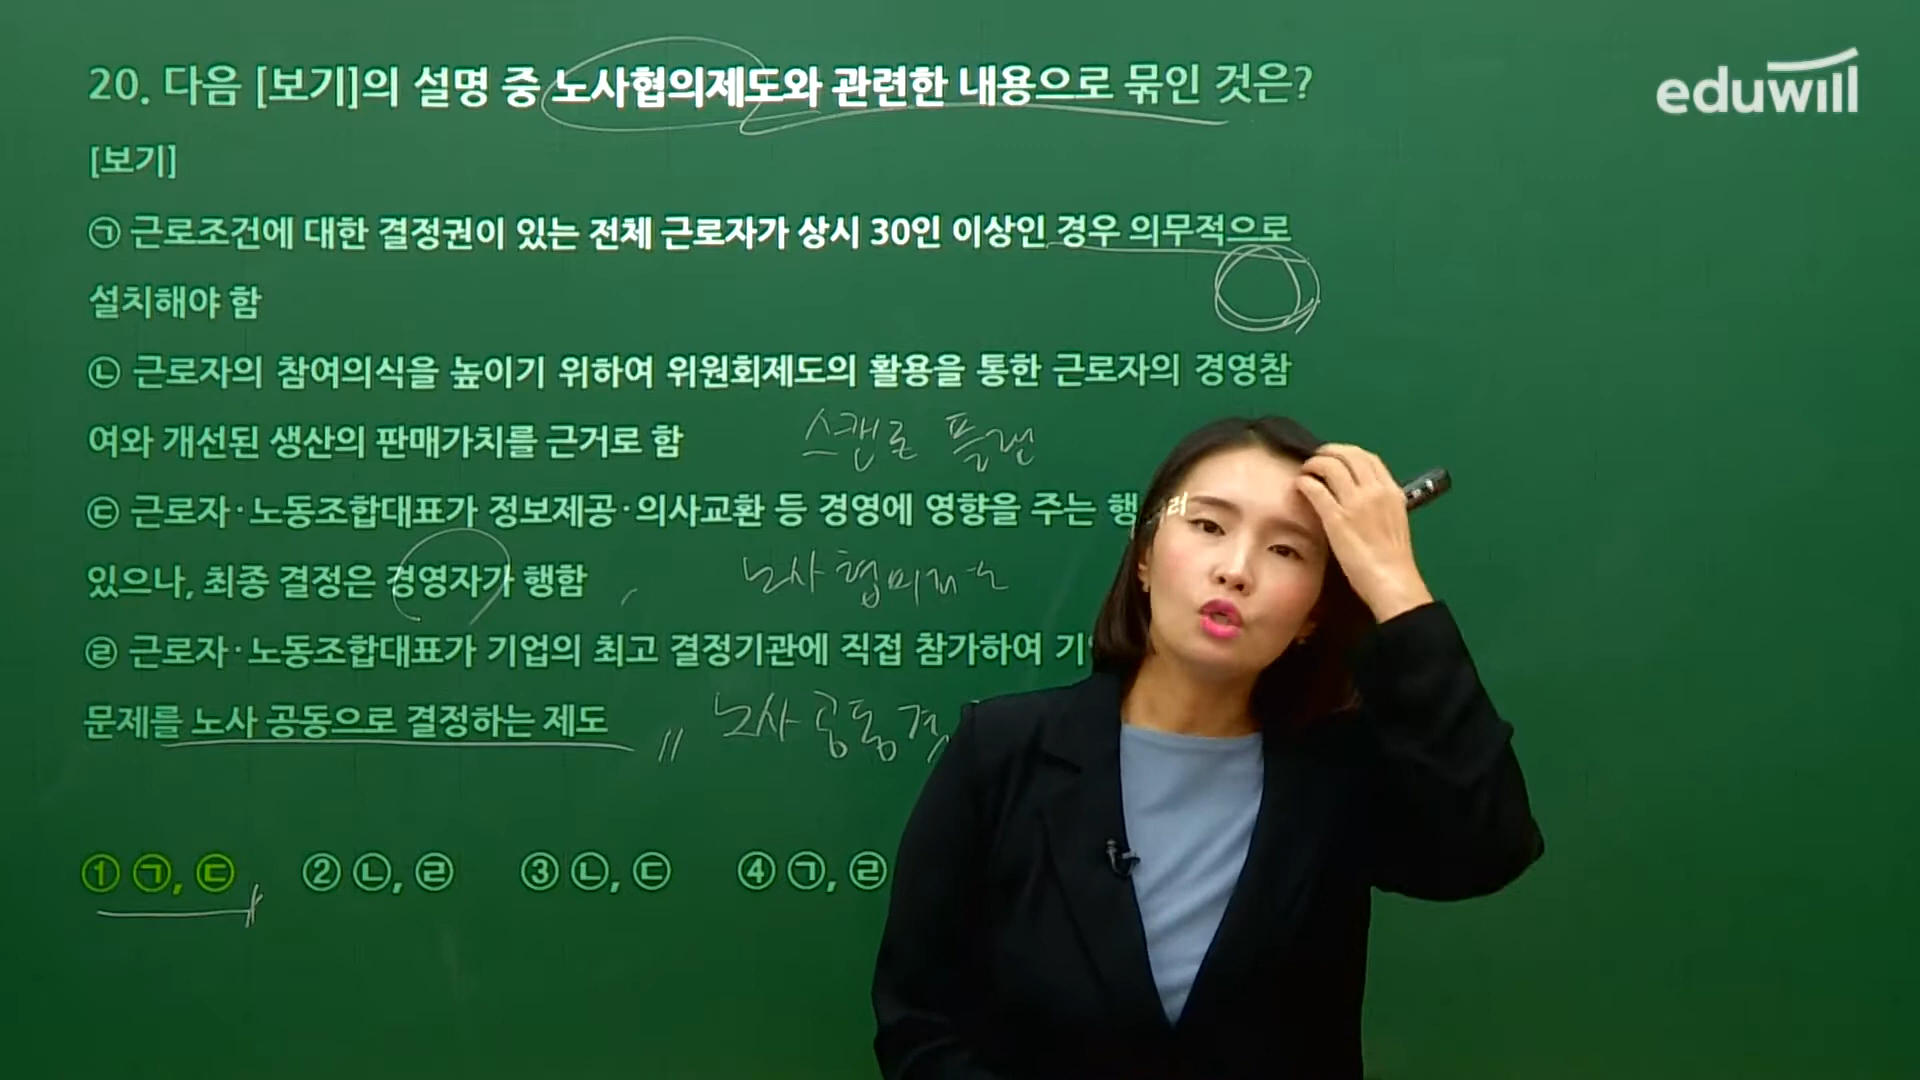 20. 다음 [보기]의 설명 중 노사협의제도와 관련한 내용으로 묶인 것은?
eduwill
[보기]
㉠ 근로조건에 대한 결정권이 있는 전체 근로자가 상시 30인 이상인 경우 의무적으로
설치해야 함
㉡ 근로자의 참여의식을 높이기 위하여 위원회제도의 활용을 통한 근로자의 경영참
여와 개선된 생산의 판매가치를 근거로 함
스캔론 플랜
㉢ 근로자·노동조합대표가 정보제공·의사교환 등 경영에 영향을 주는
있으나, 최종 결정은 경영자가 행함
노사협의제도
㉣ 근로자·노동조합대표가 기업의 최고 결정기관에 직접 참가하여
문제를 노사 공동으로 결정하는 제도
노사 공동
① ㉠, ㉢ ② ㉡, ㉣ ③ ㉡, ㉢ ④ ㉠, ㉣